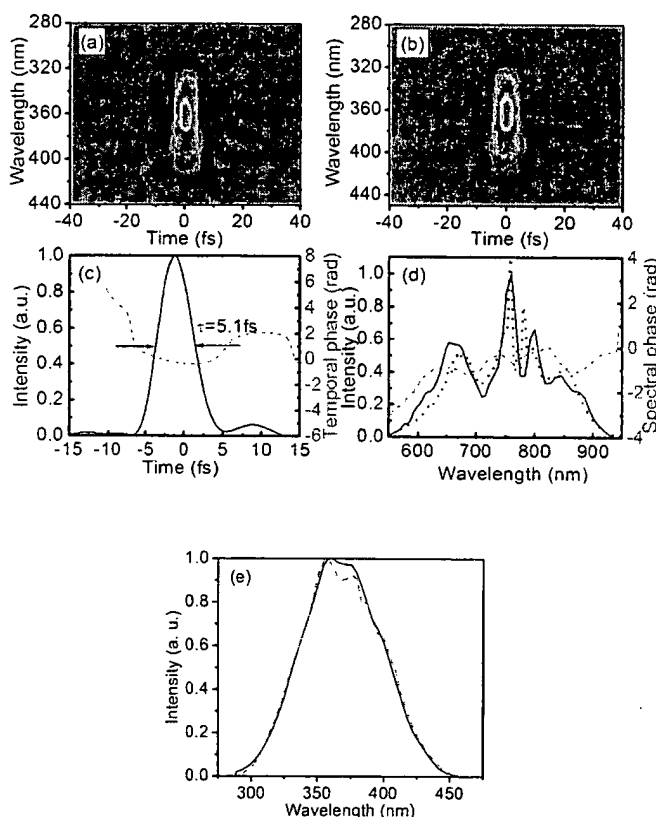 (a)
Wavelength (nm)
280
320
360
400
440
-40 -20 0 20 40
Time (fs)
(b)
Wavelength (nm)
280
320
360
400
440
-40 -20 0 20 40
Time (fs)
(c)
Intensity (a.u.)
1.0
0.8
0.6
0.4
0.2
0.0
τ=5.1fs
8
6
4
2
0
-2
-4
-6
Temporal phase (rad)
-15 -10 -5 0 5 10 15
Time (fs)
(d)
Intensity (a.u.)
1.0
0.8
0.6
0.4
0.2
0.0
4
2
0
-2
-4
Spectral phase (rad)
600 700 800 900
Wavelength (nm)
(e)
Intensity (a. u.)
1.0
0.8
0.6
0.4
0.2
0.0
300 350 400 450
Wavelength (nm)